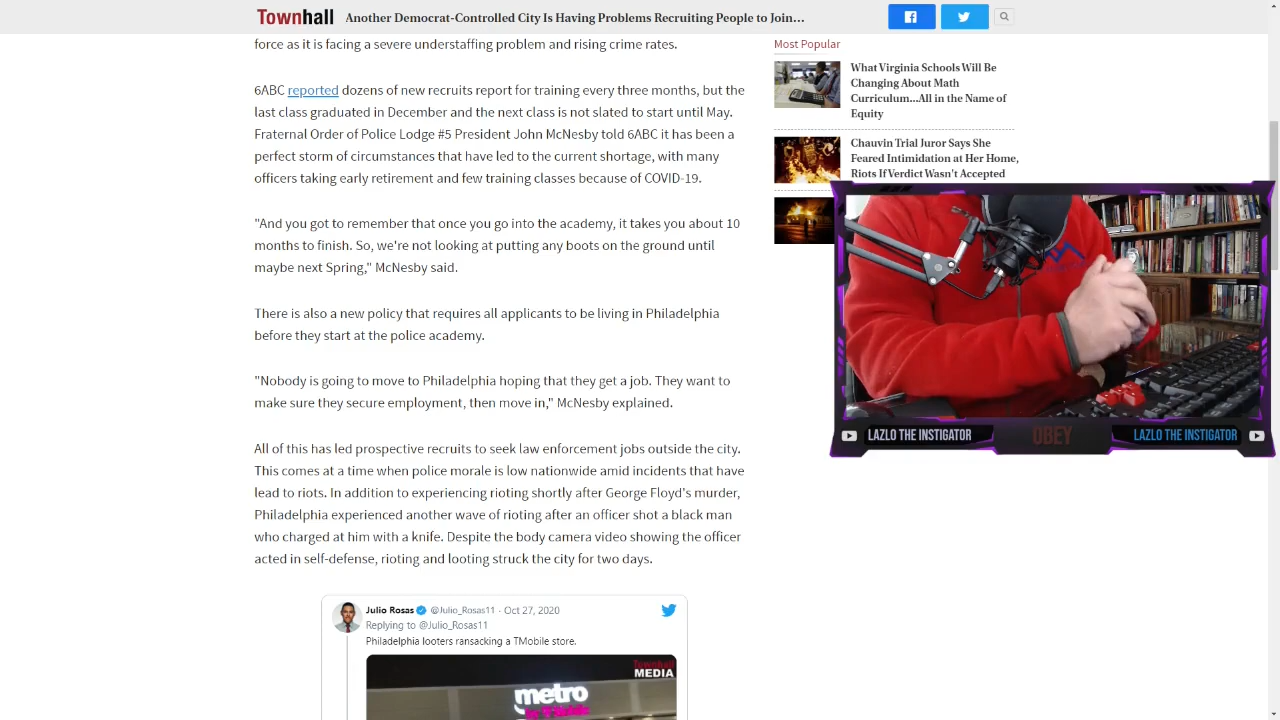 Townhall
Another Democrat-Controlled City Is Having Problems Recruiting People to Join...
force as it is facing a severe understaffing problem and rising crime rates.
6ABC reported dozens of new recruits report for training every three months, but the
last class graduated in December and the next class is not slated to start until May.
Fraternal Order of Police Lodge #5 President John McNesby told 6ABC it has been a
perfect storm of circumstances that have led to the current shortage, with many
officers taking early retirement and few training classes because of COVID-19.
"And you got to remember that once you go into the academy, it takes you about 10
months to finish. So, we're not looking at putting any boots on the ground until
maybe next Spring," McNesby said.
There is also a new policy that requires all applicants to be living in Philadelphia
before they start at the police academy.
"Nobody is going to move to Philadelphia hoping that they get a job. They want to
make sure they secure employment, then move in," McNesby explained.
All of this has led prospective recruits to seek law enforcement jobs outside the city.
This comes at a time when police morale is low nationwide amid incidents that have
lead to riots. In addition to experiencing rioting shortly after George Floyd's murder,
Philadelphia experienced another wave of rioting after an officer shot a black man
who charged at him with a knife. Despite the body camera video showing the officer
acted in self-defense, rioting and looting struck the city for two days.
Julio Rosas @Julio_Rosas11 · Oct 27, 2020
Replying to @Julio_Rosas11
Philadelphia looters ransacking a TMobile store.
Townhall
MEDIA
metro
by T-Mobile
Most Popular
What Virginia Schools Will Be
Changing About Math
Curriculum...All in the Name of
Equity
Chauvin Trial Juror Says She
Feared Intimidation at Her Home,
Riots If Verdict Wasn't Accepted
LAZLO THE INSTIGATOR
OBEY
LAZLO THE INSTIGATOR